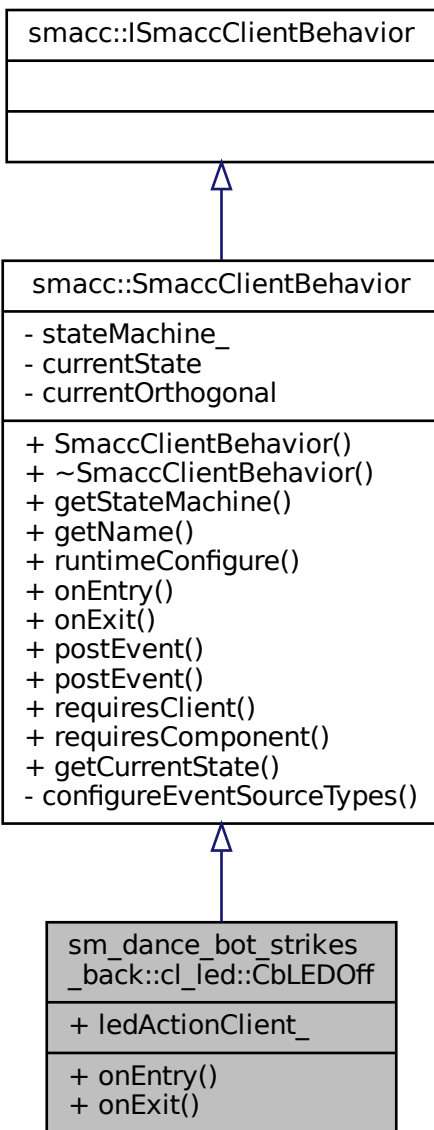 smacc::ISmaccClientBehavior
smacc::SmaccClientBehavior
- stateMachine_
- currentState
- currentOrthogonal
+ SmaccClientBehavior()
+ ~SmaccClientBehavior()
+ getStateMachine()
+ getName()
+ runtimeConfigure()
+ onEntry()
+ onExit()
+ postEvent()
+ postEvent()
+ requiresClient()
+ requiresComponent()
+ getCurrentState()
- configureEventSourceTypes()
sm_dance_bot_strikes
_back::cl_led::CbLEDOff
+ ledActionClient_
+ onEntry()
+ onExit()